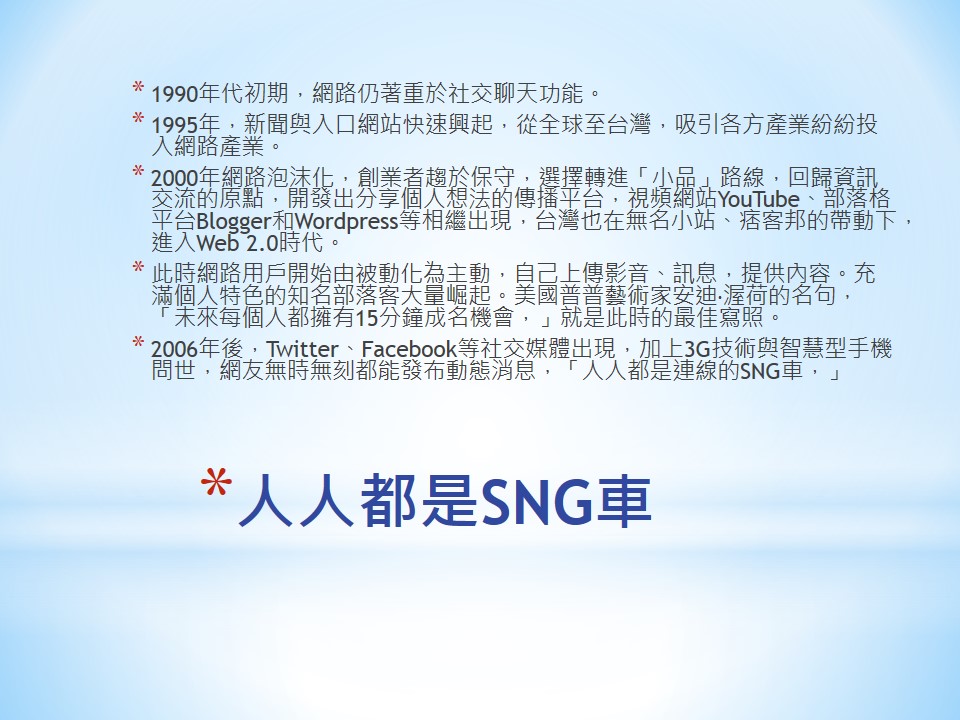 * 1990年代初期，網路仍著重於社交聊天功能。
* 1995年，新聞與入口網站快速興起，從全球至台灣，吸引各方產業紛紛投
入網路產業。
* 2000年網路泡沫化，創業者趨於保守，選擇轉進「小品」路線，回歸資訊
交流的原點，開發出分享個人想法的傳播平台，視頻網站YouTube、部落格
平台Blogger和Wordpress等相繼出現，台灣也在無名小站、痞客邦的帶動下，
進入Web 2.0時代。
* 此時網路用戶開始由被動化為主動，自己上傳影音、訊息，提供內容。充
滿個人特色的知名部落客大量崛起。美國普普藝術家安迪·渥荷的名句，
「未來每個人都擁有15分鐘成名機會，」就是此時的最佳寫照。
* 2006年後，Twitter、Facebook等社交媒體出現，加上3G技術與智慧型手機
問世，網友無時無刻都能發布動態消息，「人人都是連線的SNG車，」
* 人人都是SNG車